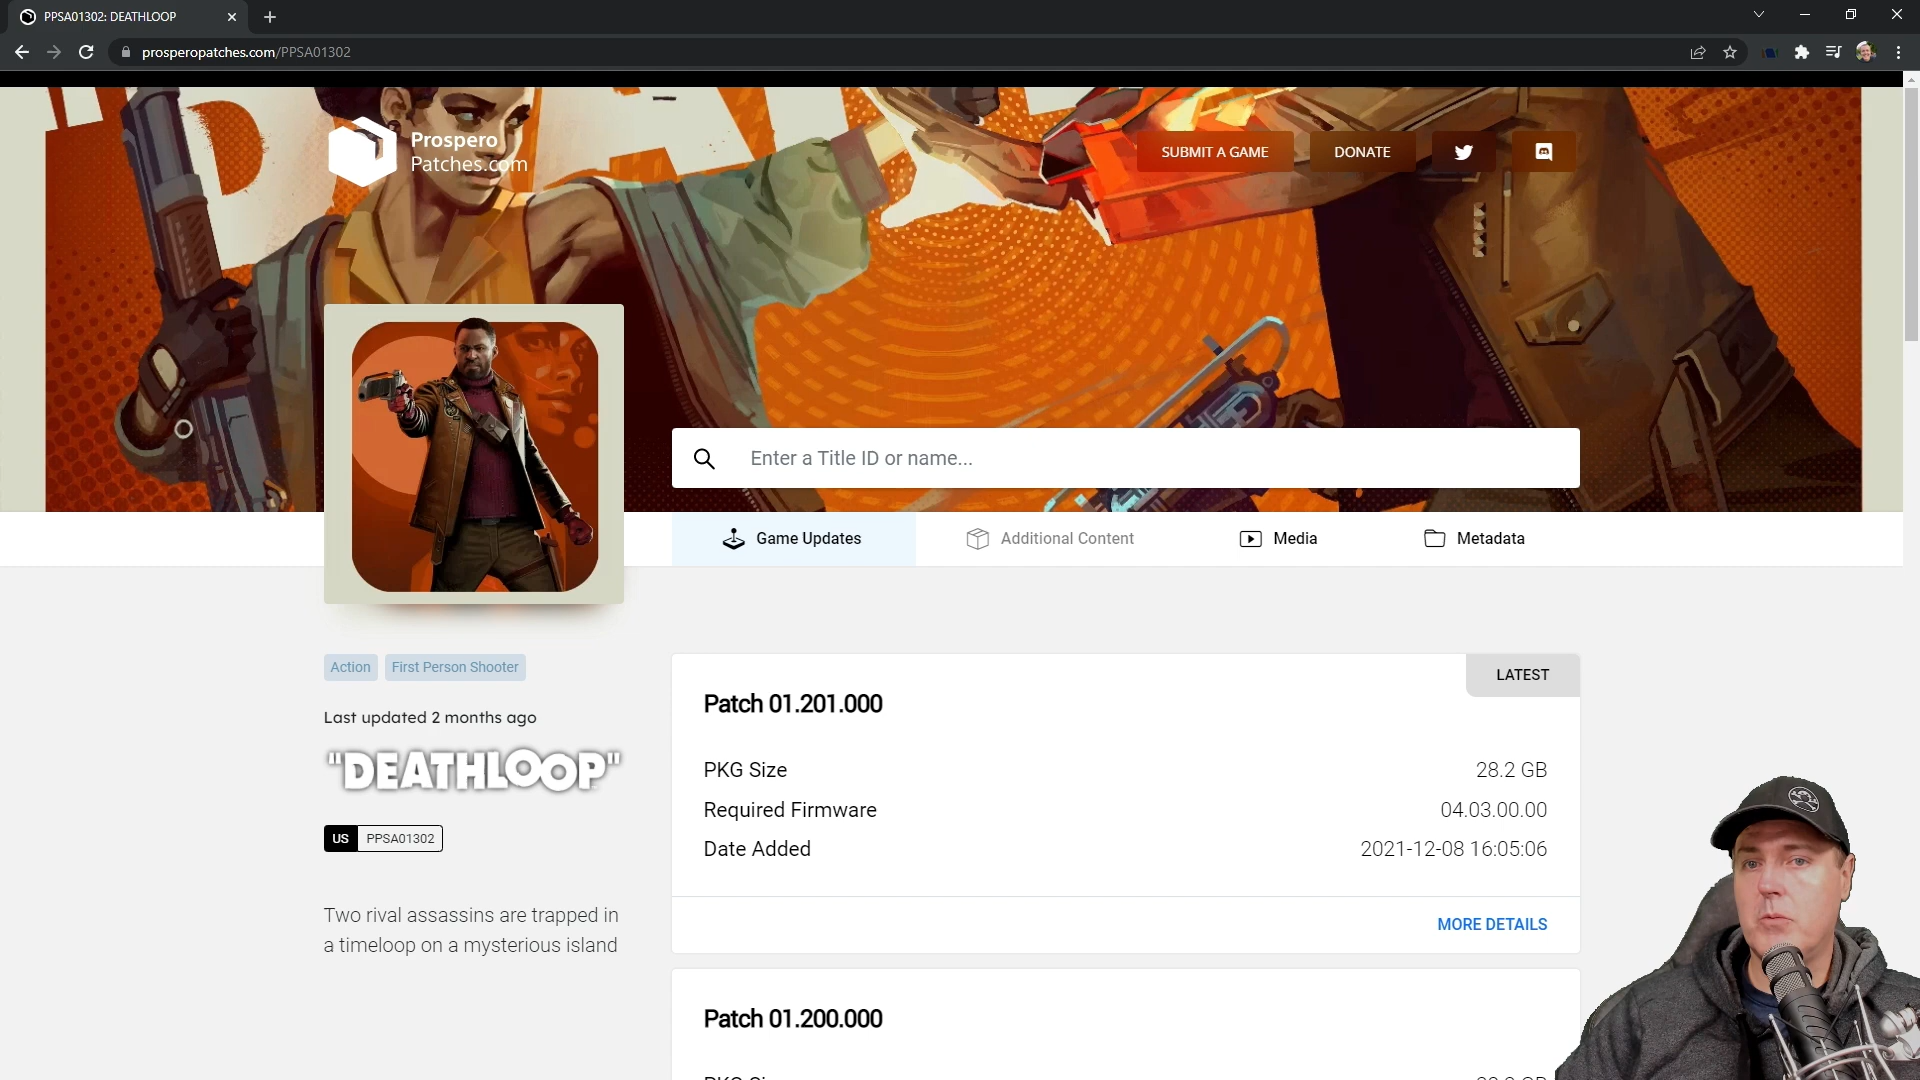 PPSA01302: DEATHLOOP
prosperopatches.com/PPSA01302
Prospero
Patches.com
SUBMIT A GAME
DONATE
Enter a Title ID or name...
Game Updates
Additional Content
Media
Metadata
Action
First Person Shooter
Last updated 2 months ago
"DEATHLOOP"
US PPSA01302
Two rival assassins are trapped in
a timeloop on a mysterious island
LATEST
Patch 01.201.000
PKG Size 28.2 GB
Required Firmware 04.03.00.00
Date Added 2021-12-08 16:05:06
MORE DETAILS
Patch 01.200.000